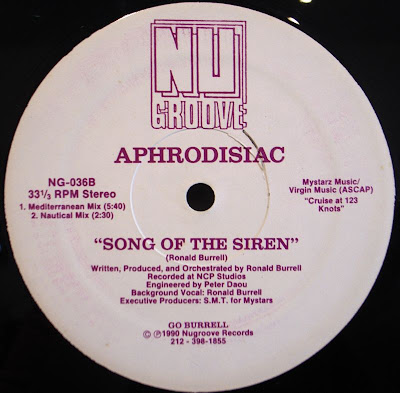 NU
GROOVE
APHRODISIAC
NG-036B
33⅓ RPM Stereo
1. Mediterranean Mix (5:40)
2. Nautical Mix (2:30)
Mystarz Music/
Virgin Music (ASCAP)
"Cruise at 123
Knots"
"SONG OF THE SIREN"
(Ronald Burrell)
Written, Produced, and Orchestrated by Ronald Burrell
Recorded at NCP Studios
Engineered by Peter Daou
Background Vocal: Ronald Burrell
Executive Producers: S.M.T. for Mystars
GO BURRELL
© ℗ 1990 Nugroove Records
212 - 398-1855